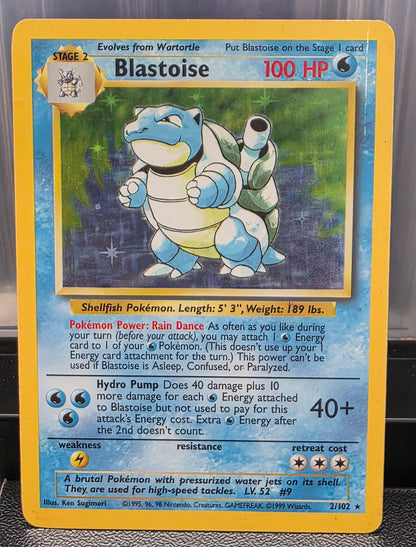 Evolves from Wartortle Put Blastoise on the Stage 1 card
STAGE 2
Blastoise 100 HP
Shellfish Pokémon. Length: 5' 3", Weight: 189 lbs.
Pokémon Power: Rain Dance As often as you like during
your turn (before your attack), you may attach 1 Energy
card to 1 of your Pokémon. (This doesn't use up your 1
Energy card attachment for the turn.) This power can't be
used if Blastoise is Asleep, Confused, or Paralyzed.
Hydro Pump Does 40 damage plus 10
more damage for each Energy attached
to Blastoise but not used to pay for this
attack's Energy cost. Extra Energy after
the 2nd doesn't count.
40+
weakness resistance retreat cost
A brutal Pokémon with pressurized water jets on its shell.
They are used for high-speed tackles. LV. 52 #9
Illus. Ken Sugimori ©1995, 96, 98 Nintendo, Creatures, GAMEFREAK. ©1999 Wizards. 2/102 ★